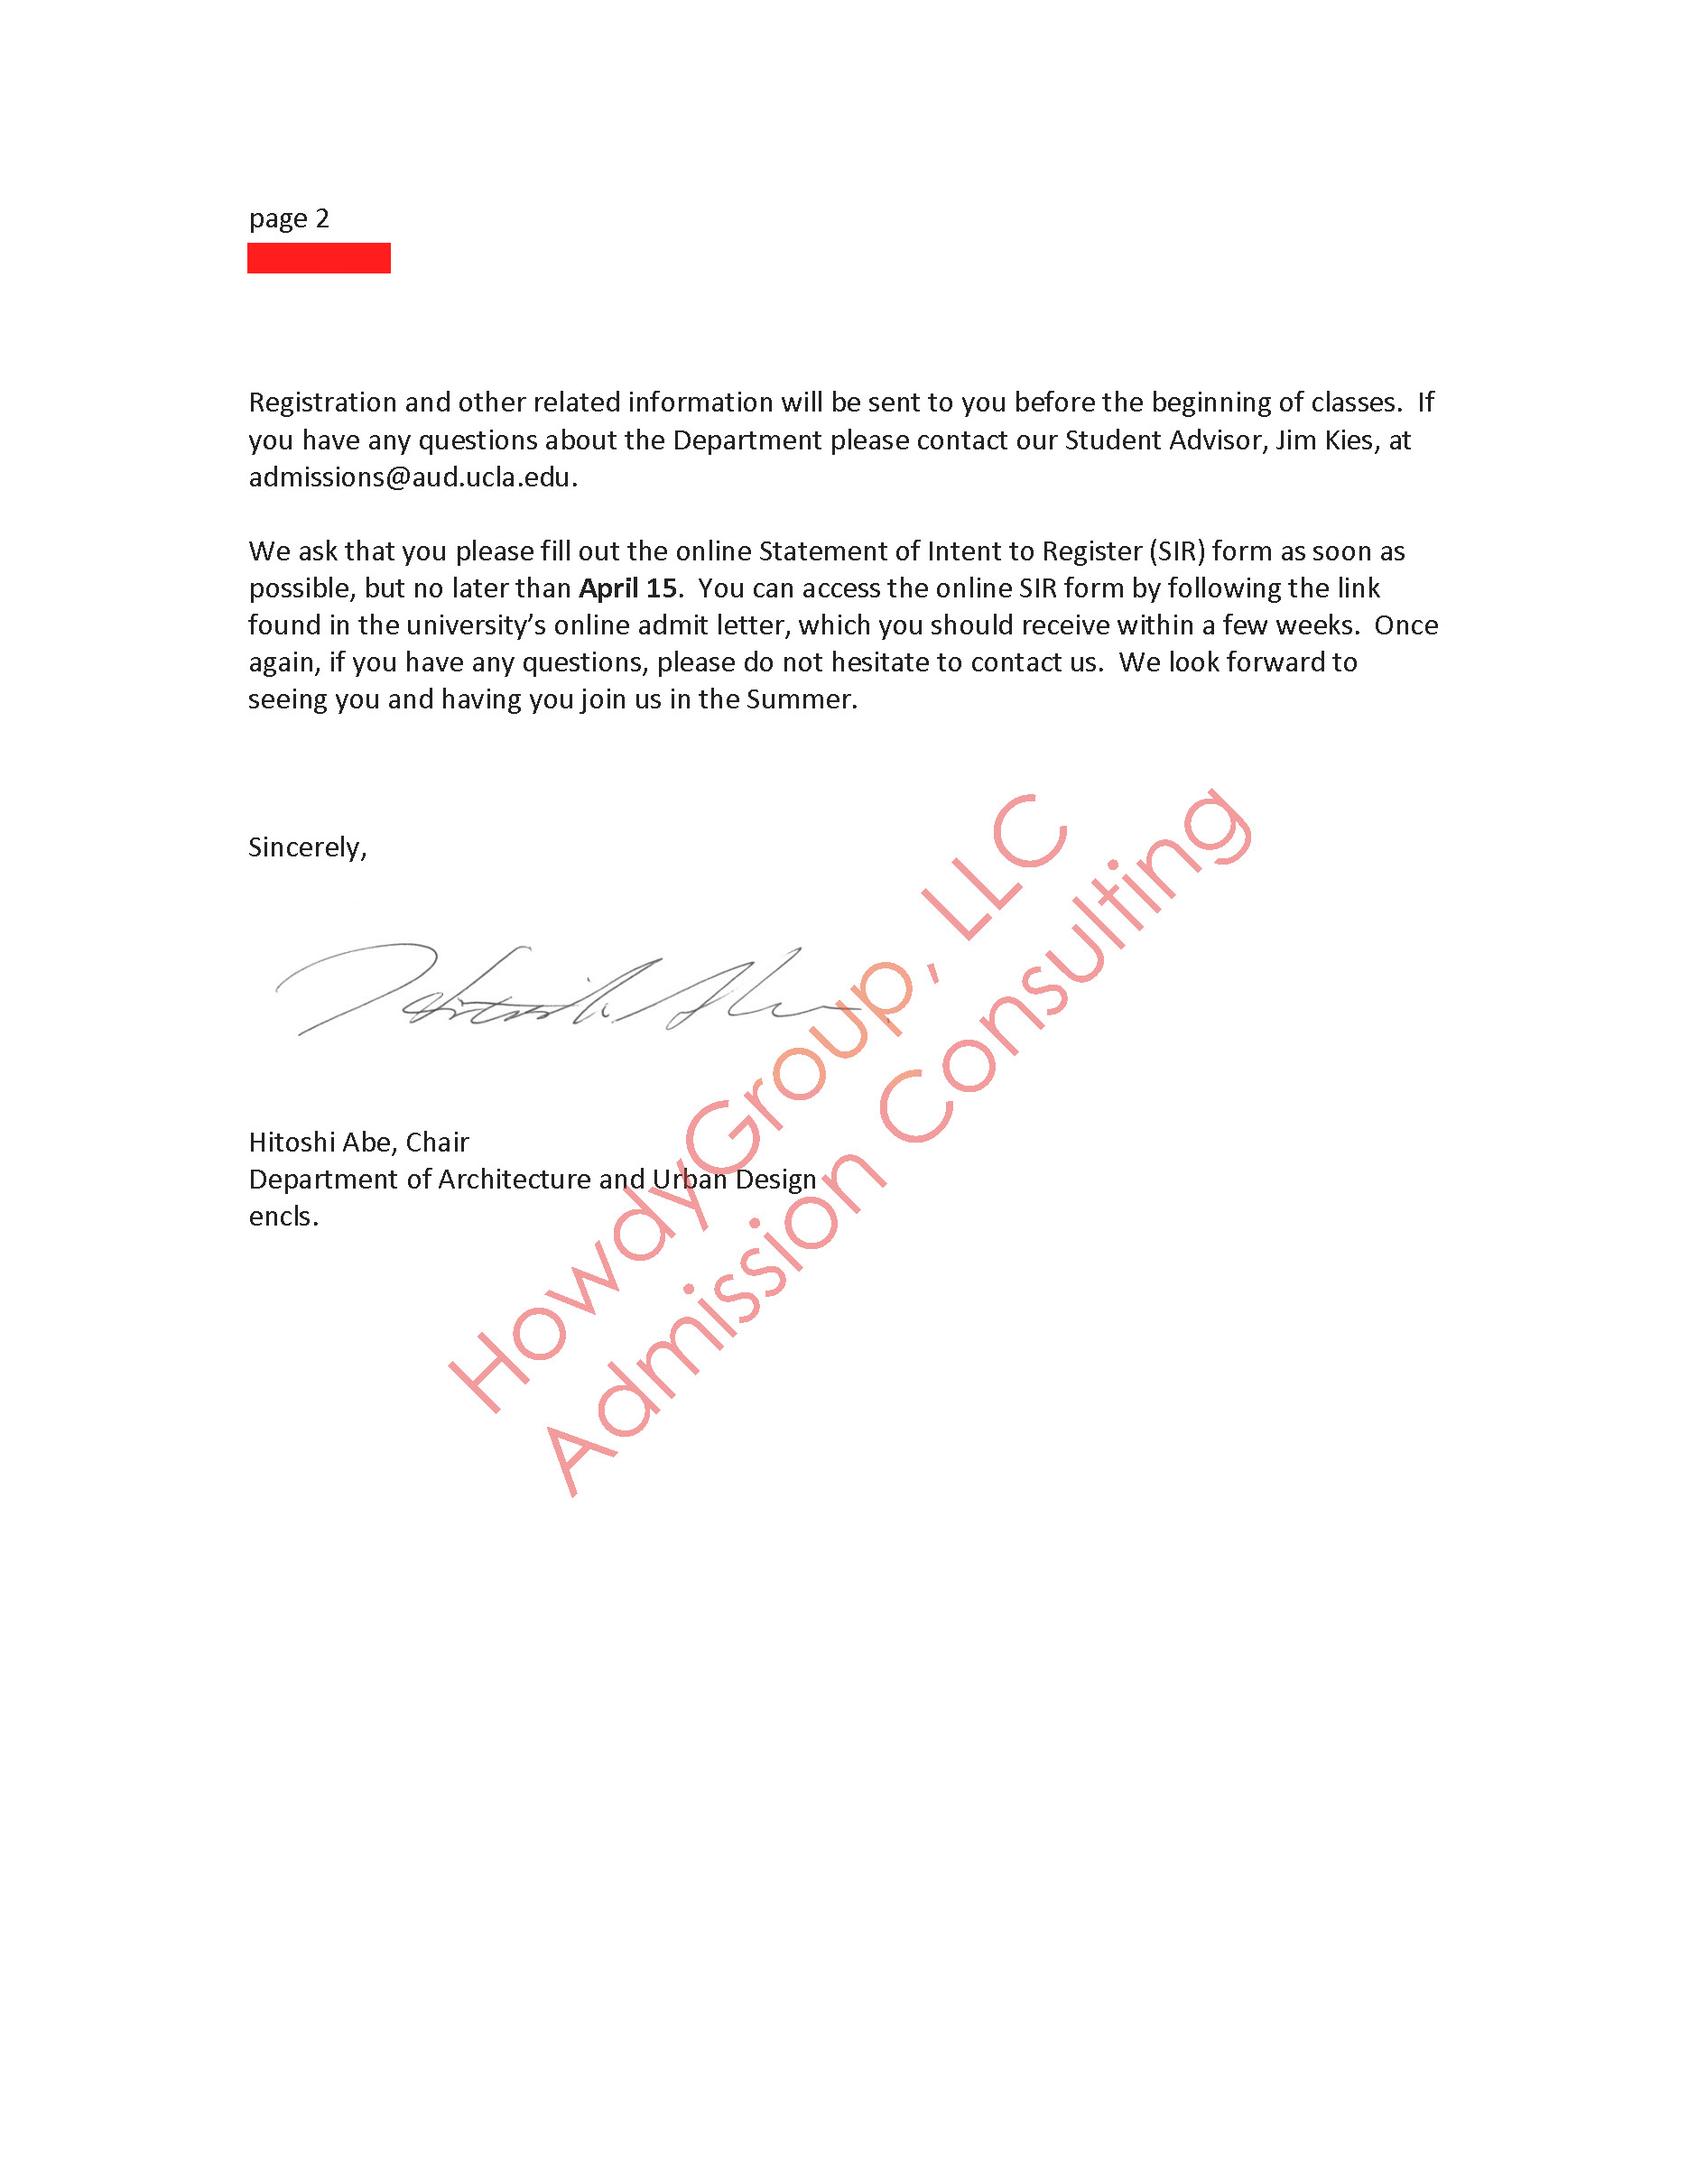 page 2
Registration and other related information will be sent to you before the beginning of classes.  If
you have any questions about the Department please contact our Student Advisor, Jim Kies, at
admissions@aud.ucla.edu.
We ask that you please fill out the online Statement of Intent to Register (SIR) form as soon as
possible, but no later than April 15.  You can access the online SIR form by following the link
found in the university’s online admit letter, which you should receive within a few weeks.  Once
again, if you have any questions, please do not hesitate to contact us.  We look forward to
seeing you and having you join us in the Summer.
Sincerely,
Hitoshi Abe, Chair
Department of Architecture and Urban Design
encls.
HowdyGroup, LLC
Admission Consulting